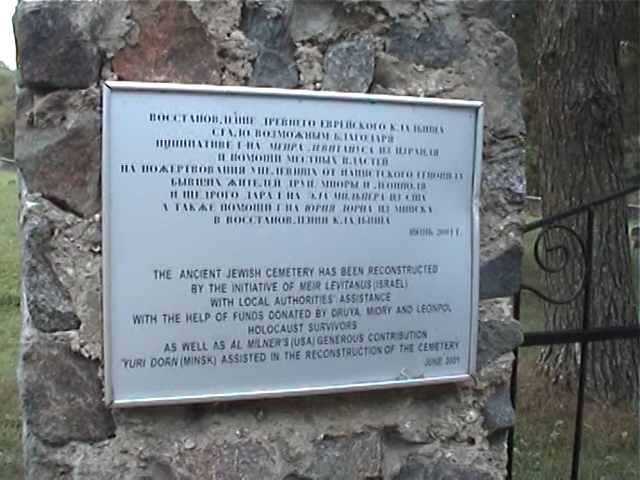 ВОССТАНОВЛЕНИЕ ДРЕВНЕГО ЕВРЕЙСКОГО КЛАДБИЩА
СТАЛО ВОЗМОЖНЫМ БЛАГОДАРЯ
ИНИЦИАТИВЕ Г-НА МЕИРА ЛЕВИТАНУСА ИЗ ИЗРАИЛЯ
И ПОМОЩИ МЕСТНЫХ ВЛАСТЕЙ
НА ПОЖЕРТВОВАНИЯ УЦЕЛЕВШИХ ОТ НАЦИСТСКОГО ГЕНОЦИДА
БЫВШИХ ЖИТЕЛЕЙ ДРУИ, МИОРЫ И ЛЕОНПОЛЯ
И ЩЕДРОГО ДАРА Г-НА ЭЛА МИЛЬНЕРА ИЗ США
А ТАКЖЕ ПОМОЩИ Г-НА ЮРИЯ ДОРНА ИЗ МИНСКА
В ВОССТАНОВЛЕНИИ КЛАДБИЩА
ИЮНЬ 2001 Г.
THE ANCIENT JEWISH CEMETERY HAS BEEN RECONSTRUCTED
BY THE INITIATIVE OF MEIR LEVITANUS (ISRAEL)
WITH LOCAL AUTHORITIES' ASSISTANCE
WITH THE HELP OF FUNDS DONATED BY DRUYA, MIORY AND LEONPOL
HOLOCAUST SURVIVORS
AS WELL AS AL MILNER'S (USA) GENEROUS CONTRIBUTION
YURI DORN (MINSK) ASSISTED IN THE RECONSTRUCTION OF THE CEMETERY
JUNE 2001